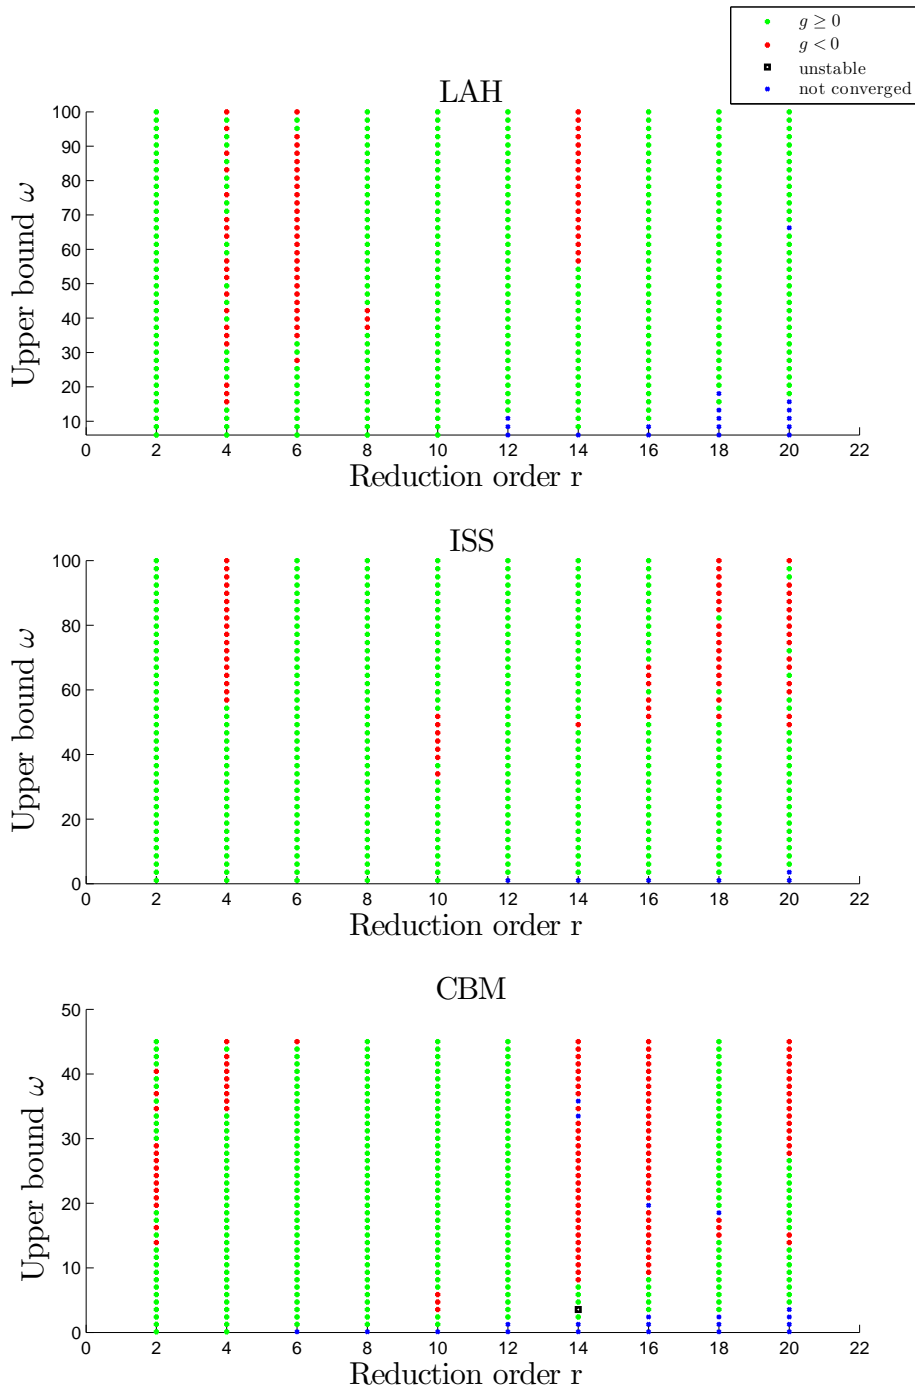 g ≥ 0
g < 0
unstable
not converged
LAH
Upper bound ω
100
90
80
70
60
50
40
30
20
10
0 2 4 6 8 10 12 14 16 18 20 22
Reduction order r
ISS
Upper bound ω
100
80
60
40
20
0
0 2 4 6 8 10 12 14 16 18 20 22
Reduction order r
CBM
Upper bound ω
50
40
30
20
10
0
0 2 4 6 8 10 12 14 16 18 20 22
Reduction order r